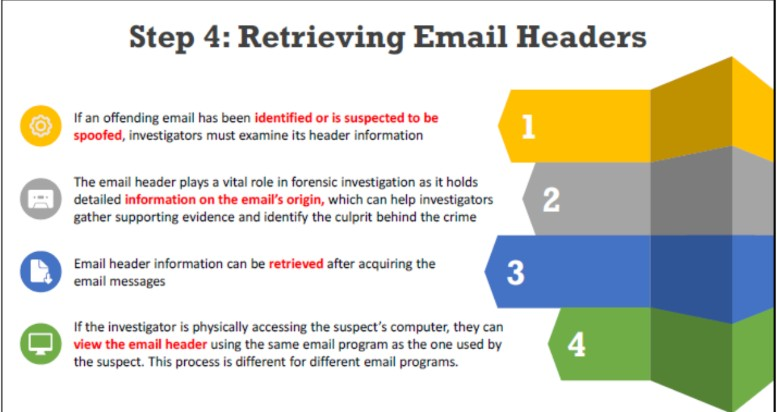 Step 4: Retrieving Email Headers
If an offending email has been identified or is suspected to be
spoofed, investigators must examine its header information
1
The email header plays a vital role in forensic investigation as it holds
detailed information on the email's origin, which can help investigators
gather supporting evidence and identify the culprit behind the crime
2
Email header information can be retrieved after acquiring the
email messages
3
If the investigator is physically accessing the suspect's computer, they can
view the email header using the same email program as the one used by
the suspect. This process is different for different email programs.
4